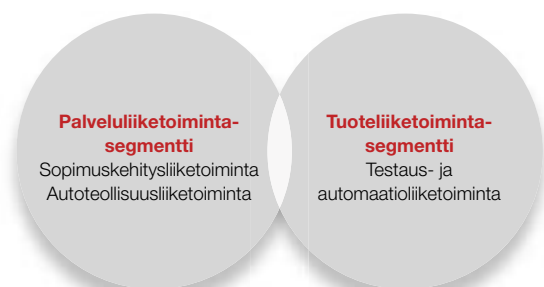 Palveluliiketoiminta-
segmentti
Sopimuskehitysliiketoiminta
Autoteollisuusliiketoiminta
Tuoteliiketoiminta-
segmentti
Testaus- ja
automaatioliiketoiminta